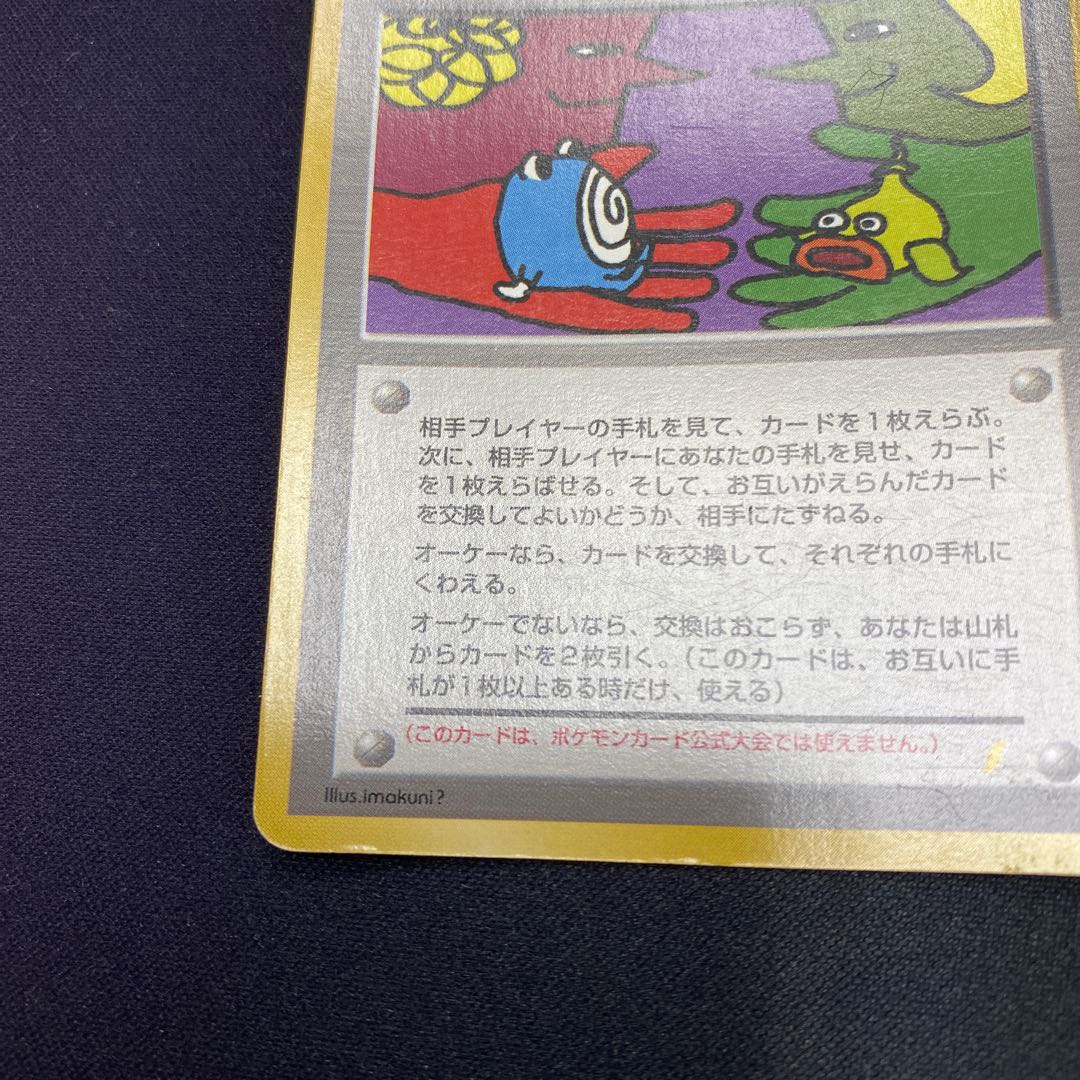 相手プレイヤーの手札を見て、カードを1枚えらぶ。
次に、相手プレイヤーにあなたの手札を見せ、カード
を1枚えらばせる。そして、お互いがえらんだカード
を交換してよいかどうか、相手にたずねる。
オーケーなら、カードを交換して、それぞれの手札に
くわえる。
オーケーでないなら、交換はおこらず、あなたは山札
からカードを2枚引く。(このカードは、お互いに手
札が1枚以上ある時だけ、使える)
(このカードは、ポケモンカード公式大会では使えません。)
Illus.imakuni?